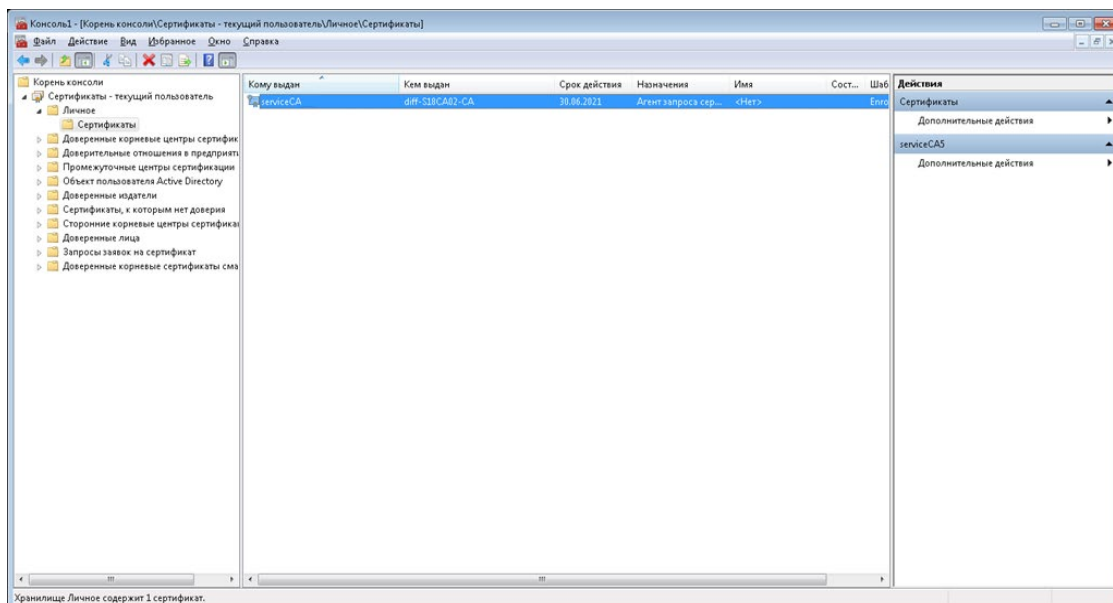 Консоль1 - [Корень консоли\Сертификаты - текущий пользователь\Личное\Сертификаты]
Файл Действие Вид Избранное Окно Справка
Корень консоли
Сертификаты - текущий пользователь
Личное
Сертификаты
Доверенные корневые центры сертифик
Доверительные отношения в предприяти
Промежуточные центры сертификации
Объект пользователя Active Directory
Доверенные издатели
Сертификаты, к которым нет доверия
Сторонние корневые центры сертифика
Доверенные лица
Запросы заявок на сертификат
Доверенные корневые сертификаты сма
Кому выдан Кем выдан Срок действия Назначения Имя Сост... Шаб
serviceCA diff-S18CA02-CA 30.06.2021 Агент запроса сер... <Нет> Enro
Действия
Сертификаты
Дополнительные действия
serviceCA5
Дополнительные действия
Хранилище Личное содержит 1 сертификат.